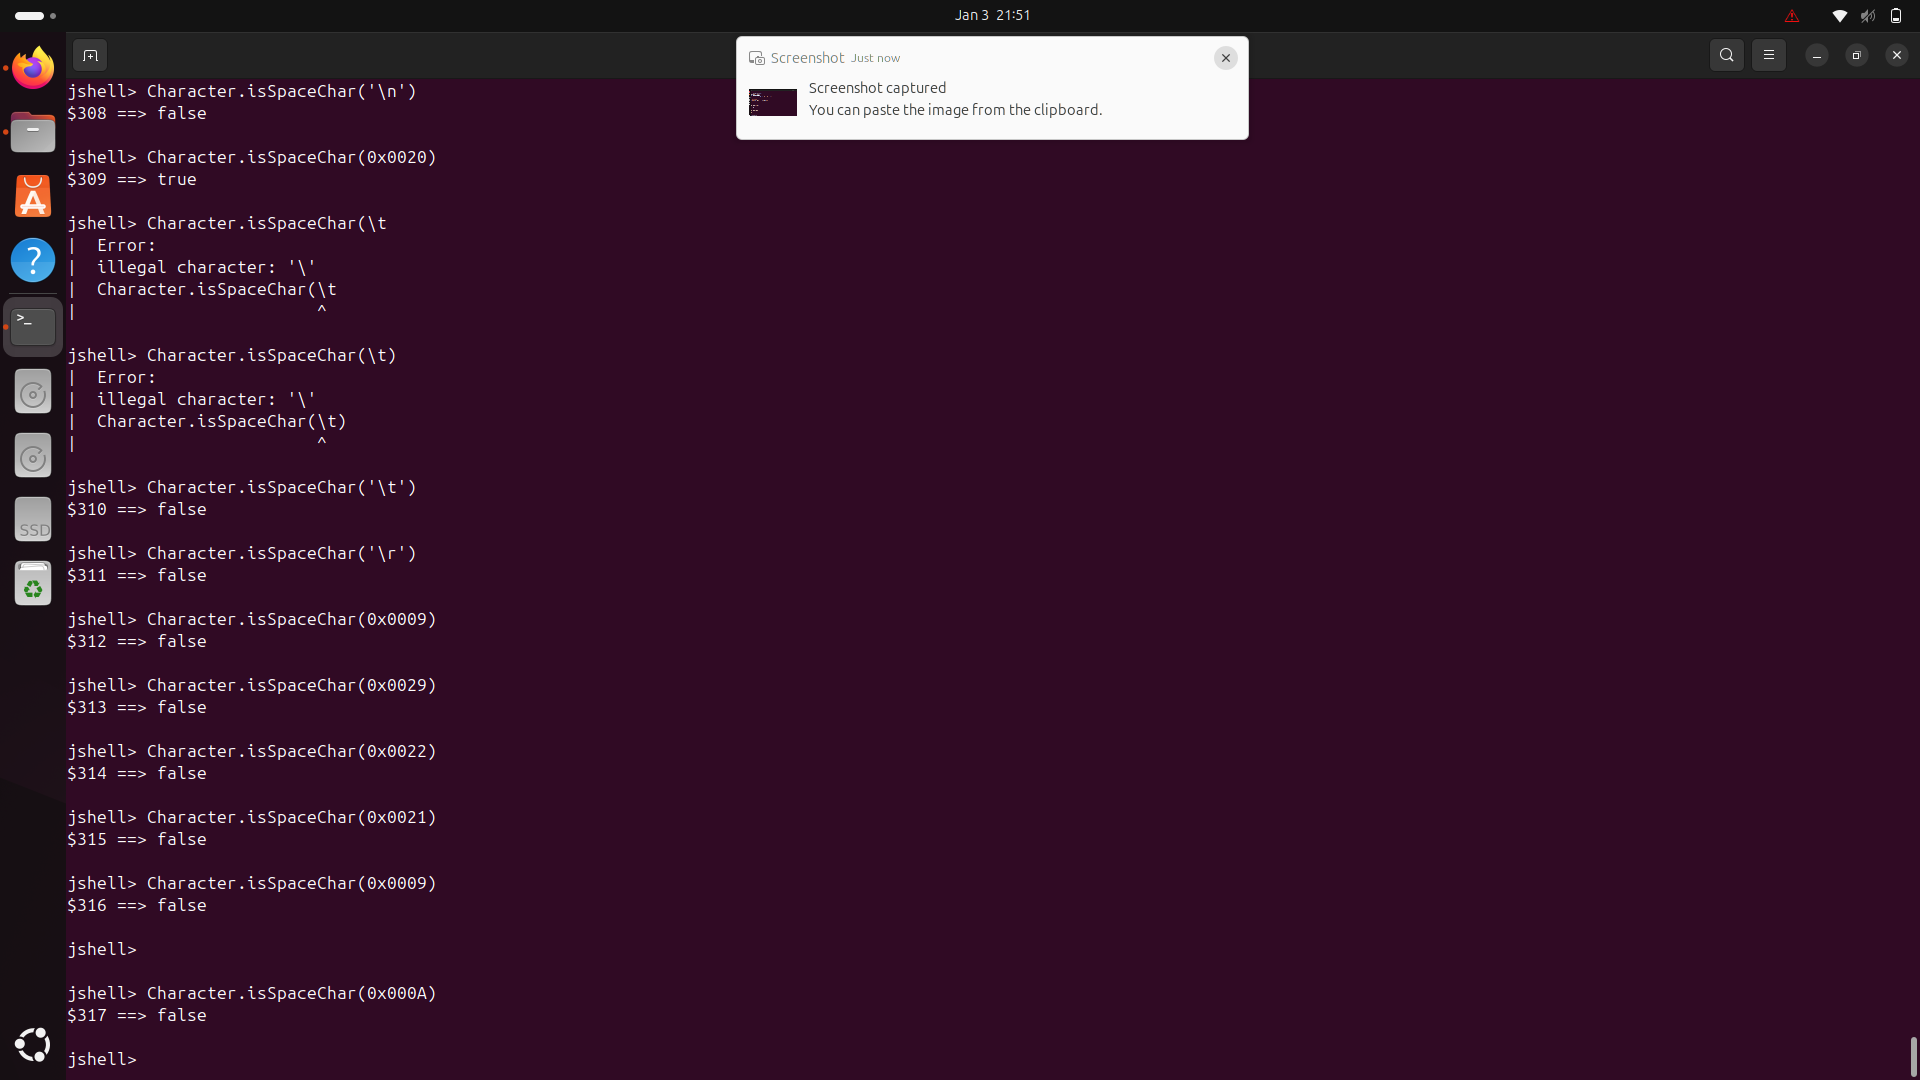 Jan 3 21:51
Screenshot Just now
Screenshot captured
You can paste the image from the clipboard.
jshell> Character.isSpaceChar('\n')
$308 ==> false
jshell> Character.isSpaceChar(0x0020)
$309 ==> true
jshell> Character.isSpaceChar(\t
|  Error:
|  illegal character: '\'
|  Character.isSpaceChar(\t
|                        ^
jshell> Character.isSpaceChar(\t)
|  Error:
|  illegal character: '\'
|  Character.isSpaceChar(\t)
|                        ^
jshell> Character.isSpaceChar('\t')
$310 ==> false
jshell> Character.isSpaceChar('\r')
$311 ==> false
jshell> Character.isSpaceChar(0x0009)
$312 ==> false
jshell> Character.isSpaceChar(0x0029)
$313 ==> false
jshell> Character.isSpaceChar(0x0022)
$314 ==> false
jshell> Character.isSpaceChar(0x0021)
$315 ==> false
jshell> Character.isSpaceChar(0x0009)
$316 ==> false
jshell>
jshell> Character.isSpaceChar(0x000A)
$317 ==> false
jshell>
?
>_
SSD